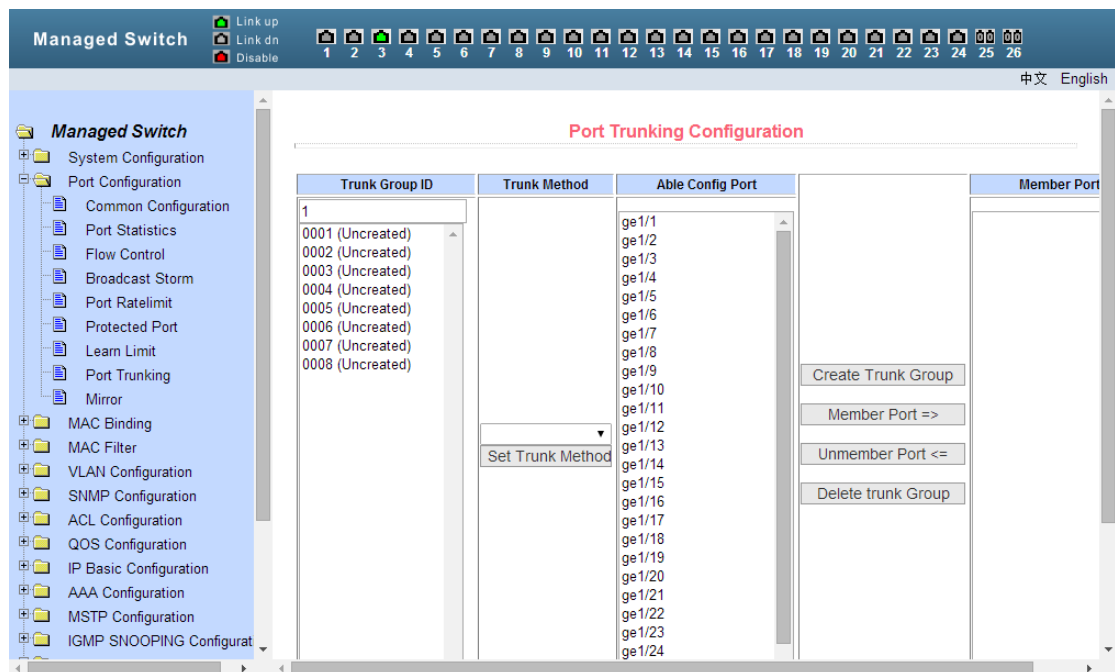 Managed Switch
Link up
Link dn
Disable
1 2 3 4 5 6 7 8 9 10 11 12 13 14 15 16 17 18 19 20 21 22 23 24 25 26
中文 English
Managed Switch
System Configuration
Port Configuration
Common Configuration
Port Statistics
Flow Control
Broadcast Storm
Port Ratelimit
Protected Port
Learn Limit
Port Trunking
Mirror
MAC Binding
MAC Filter
VLAN Configuration
SNMP Configuration
ACL Configuration
QOS Configuration
IP Basic Configuration
AAA Configuration
MSTP Configuration
IGMP SNOOPING Configurat
Port Trunking Configuration
Trunk Group ID
1
0001 (Uncreated)
0002 (Uncreated)
0003 (Uncreated)
0004 (Uncreated)
0005 (Uncreated)
0006 (Uncreated)
0007 (Uncreated)
0008 (Uncreated)
Trunk Method
Set Trunk Method
Able Config Port
ge1/1
ge1/2
ge1/3
ge1/4
ge1/5
ge1/6
ge1/7
ge1/8
ge1/9
ge1/10
ge1/11
ge1/12
ge1/13
ge1/14
ge1/15
ge1/16
ge1/17
ge1/18
ge1/19
ge1/20
ge1/21
ge1/22
ge1/23
ge1/24
Create Trunk Group
Member Port =>
Unmember Port <=
Delete trunk Group
Member Port